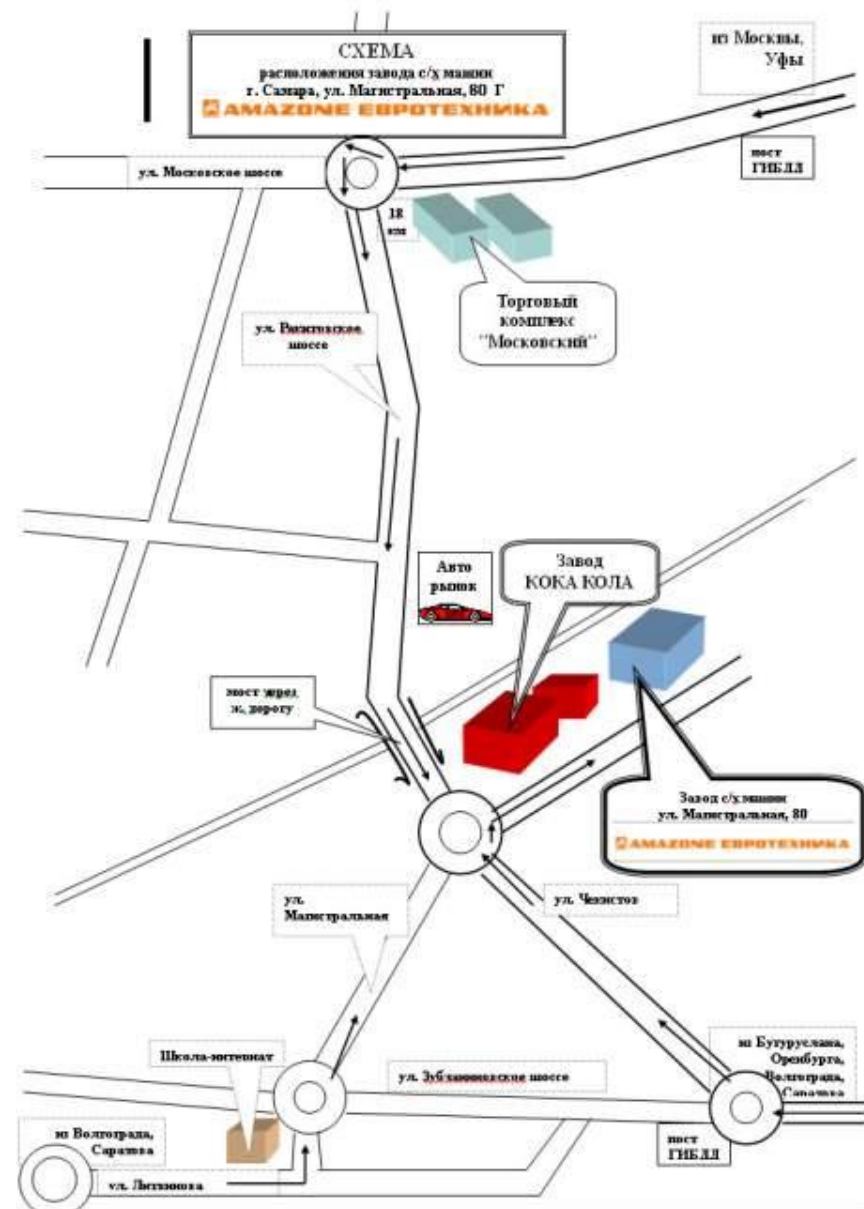 СХЕМА
расположения завода с/х машин
г. Самара, ул. Магистральная, 80 Г
AMAZONE ЕВРОТЕХНИКА
из Москвы,
Уфы
пост
ГИБДД
ул. Московское шоссе
18
км
Торговый
комплекс
"Московский"
ул. Ракитовское
шоссе
Авто
рынок
Завод
КОКА КОЛА
мост через
ж. дорогу
Завод с/х машин
ул. Магистральная, 80
AMAZONE ЕВРОТЕХНИКА
ул.
Магистральная
ул. Чекистов
Школа-интернат
ул. Зубчаниновское шоссе
из Бугуруслана,
Оренбурга,
Волгограда,
Саратова
из Волгограда,
Саратова
пост
ГИБДД
ул. Литвинова